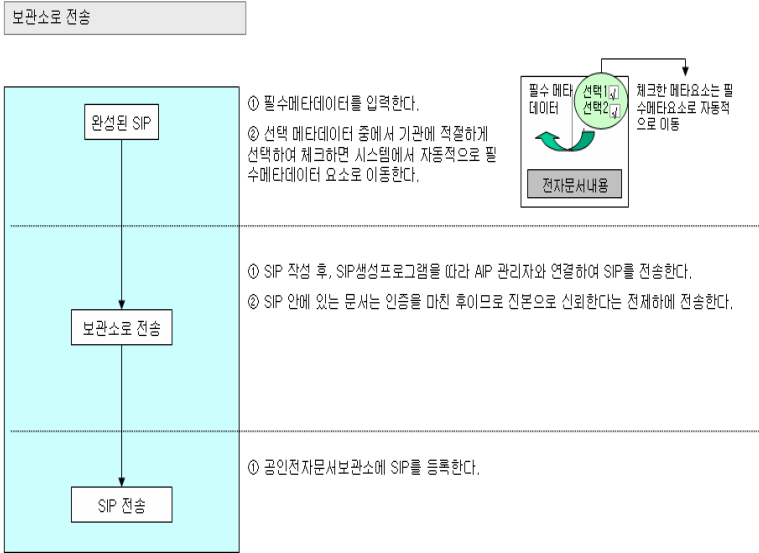 보관소로 전송
완성된 SIP
① 필수메타데이터를 입력한다.
② 선택 메타데이터 중에서 기관에 적절하게
선택하여 체크하면 시스템에서 자동적으로 필
수메타데이터 요소로 이동한다.
필수 메타
데이터
선택1
선택2
체크한 메타요소는 필
수메타요소로 자동적
으로 이동
전자문서내용
보관소로 전송
① SIP 작성 후, SIP생성프로그램을 따라 AIP 관리자와 연결하여 SIP를 전송한다.
② SIP 안에 있는 문서는 인증을 마친 후이므로 진본으로 신뢰한다는 전제하에 전송한다.
SIP 전송
① 공인전자문서보관소에 SIP를 등록한다.